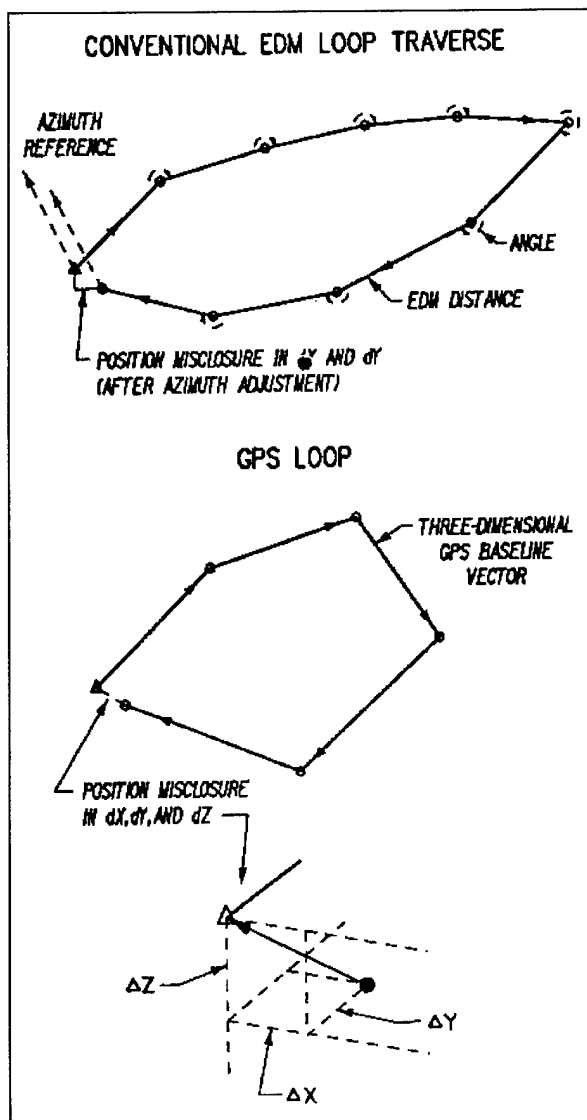 CONVENTIONAL EDM LOOP TRAVERSE
AZIMUTH
REFERENCE
ANGLE
EDM DISTANCE
POSITION MISCLOSURE IN Y AND dY
(AFTER AZIMUTH ADJUSTMENT)
GPS LOOP
THREE-DIMENSIONAL
GPS BASELINE
VECTOR
POSITION MISCLOSURE
IN dX,dY,AND dZ
ΔZ
ΔY
ΔX